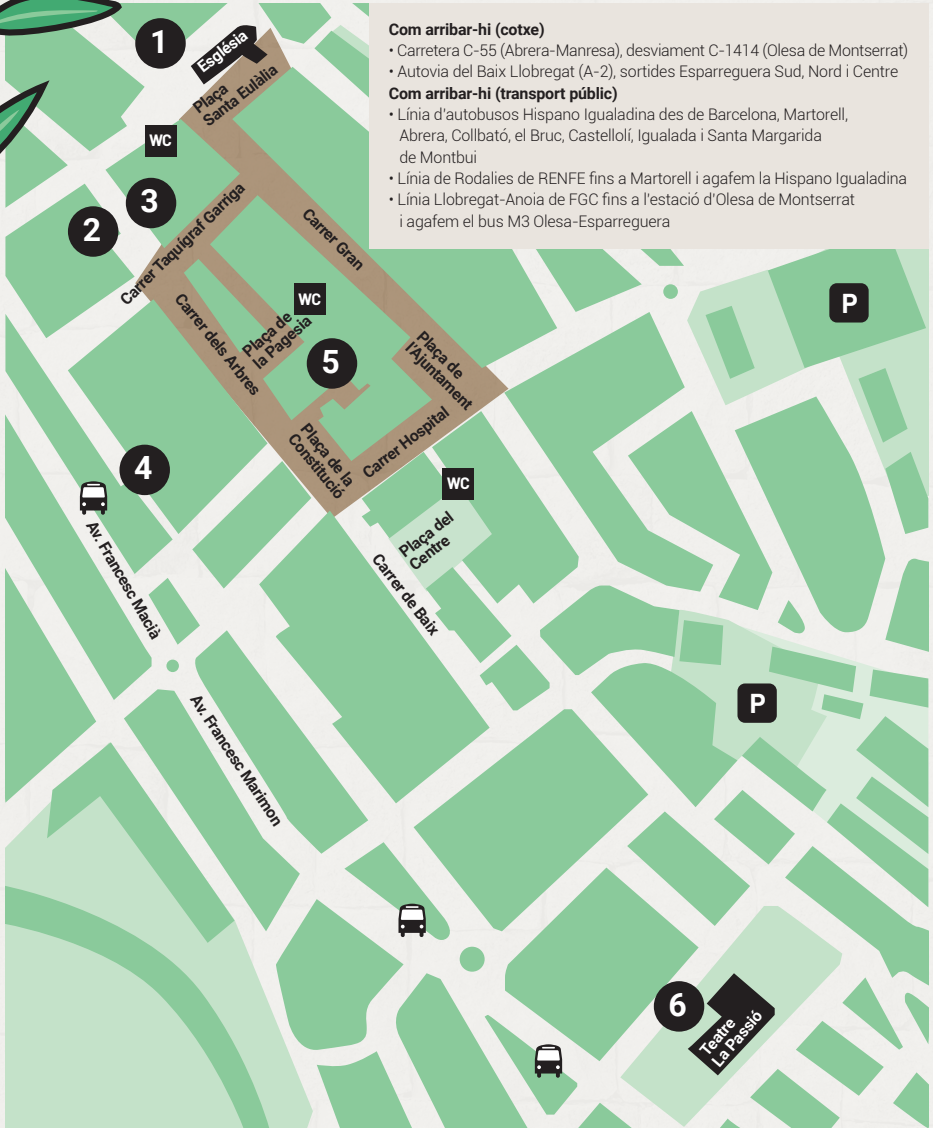 Com arribar-hi (cotxe)
• Carretera C-55 (Abrera-Manresa), desviament C-1414 (Olesa de Montserrat)
• Autovia del Baix Llobregat (A-2), sortides Esparreguera Sud, Nord i Centre
Com arribar-hi (transport públic)
• Línia d'autobusos Hispano Igualadina des de Barcelona, Martorell,
Abrera, Collbató, el Bruc, Castellolí, Igualada i Santa Margarida
de Montbui
• Línia de Rodalies de RENFE fins a Martorell i agafem la Hispano Igualadina
• Línia Llobregat-Anoia de FGC fins a l'estació d'Olesa de Montserrat
i agafem el bus M3 Olesa-Esparreguera
1
Església
Plaça
Santa Eulàlia
WC
3
2
Carrer Taquígraf Garriga
Carrer Gran
WC
P
Carrer dels Arbres
Plaça de
la Pagesia
5
Plaça de
l'Ajuntament
Plaça de la
Constitució
Carrer Hospital
4
WC
Plaça del
Centre
Av. Francesc Macià
Carrer de Baix
P
Av. Francesc Marimon
6
Teatre
La Passió